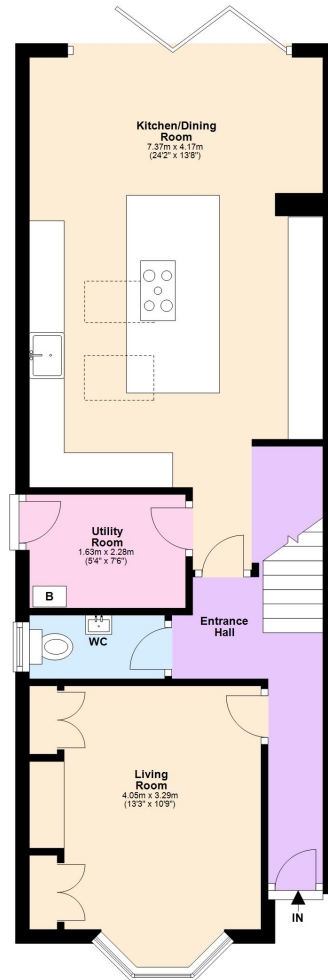 Kitchen/Dining
Room
7.37m x 4.17m
(24'2" x 13'8")
Utility
Room
1.63m x 2.28m
(5'4" x 7'6")
B
WC
Entrance
Hall
Living
Room
4.05m x 3.29m
(13'3" x 10'9")
IN